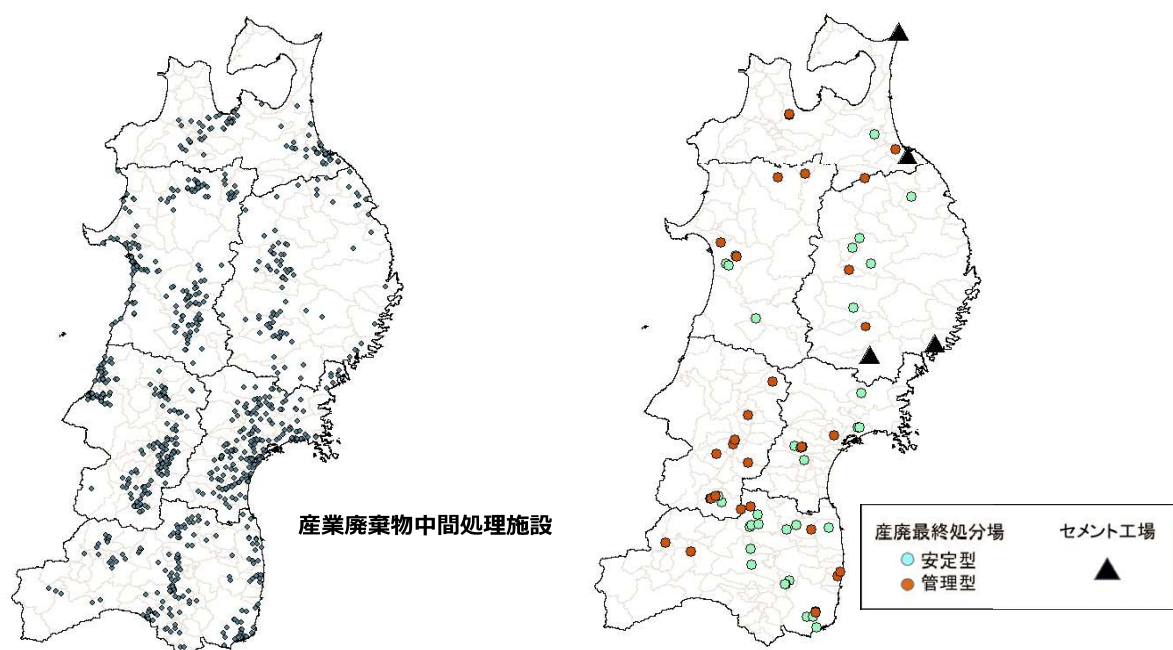 産業廃棄物中間処理施設
産廃最終処分場
セメント工場
安定型
管理型